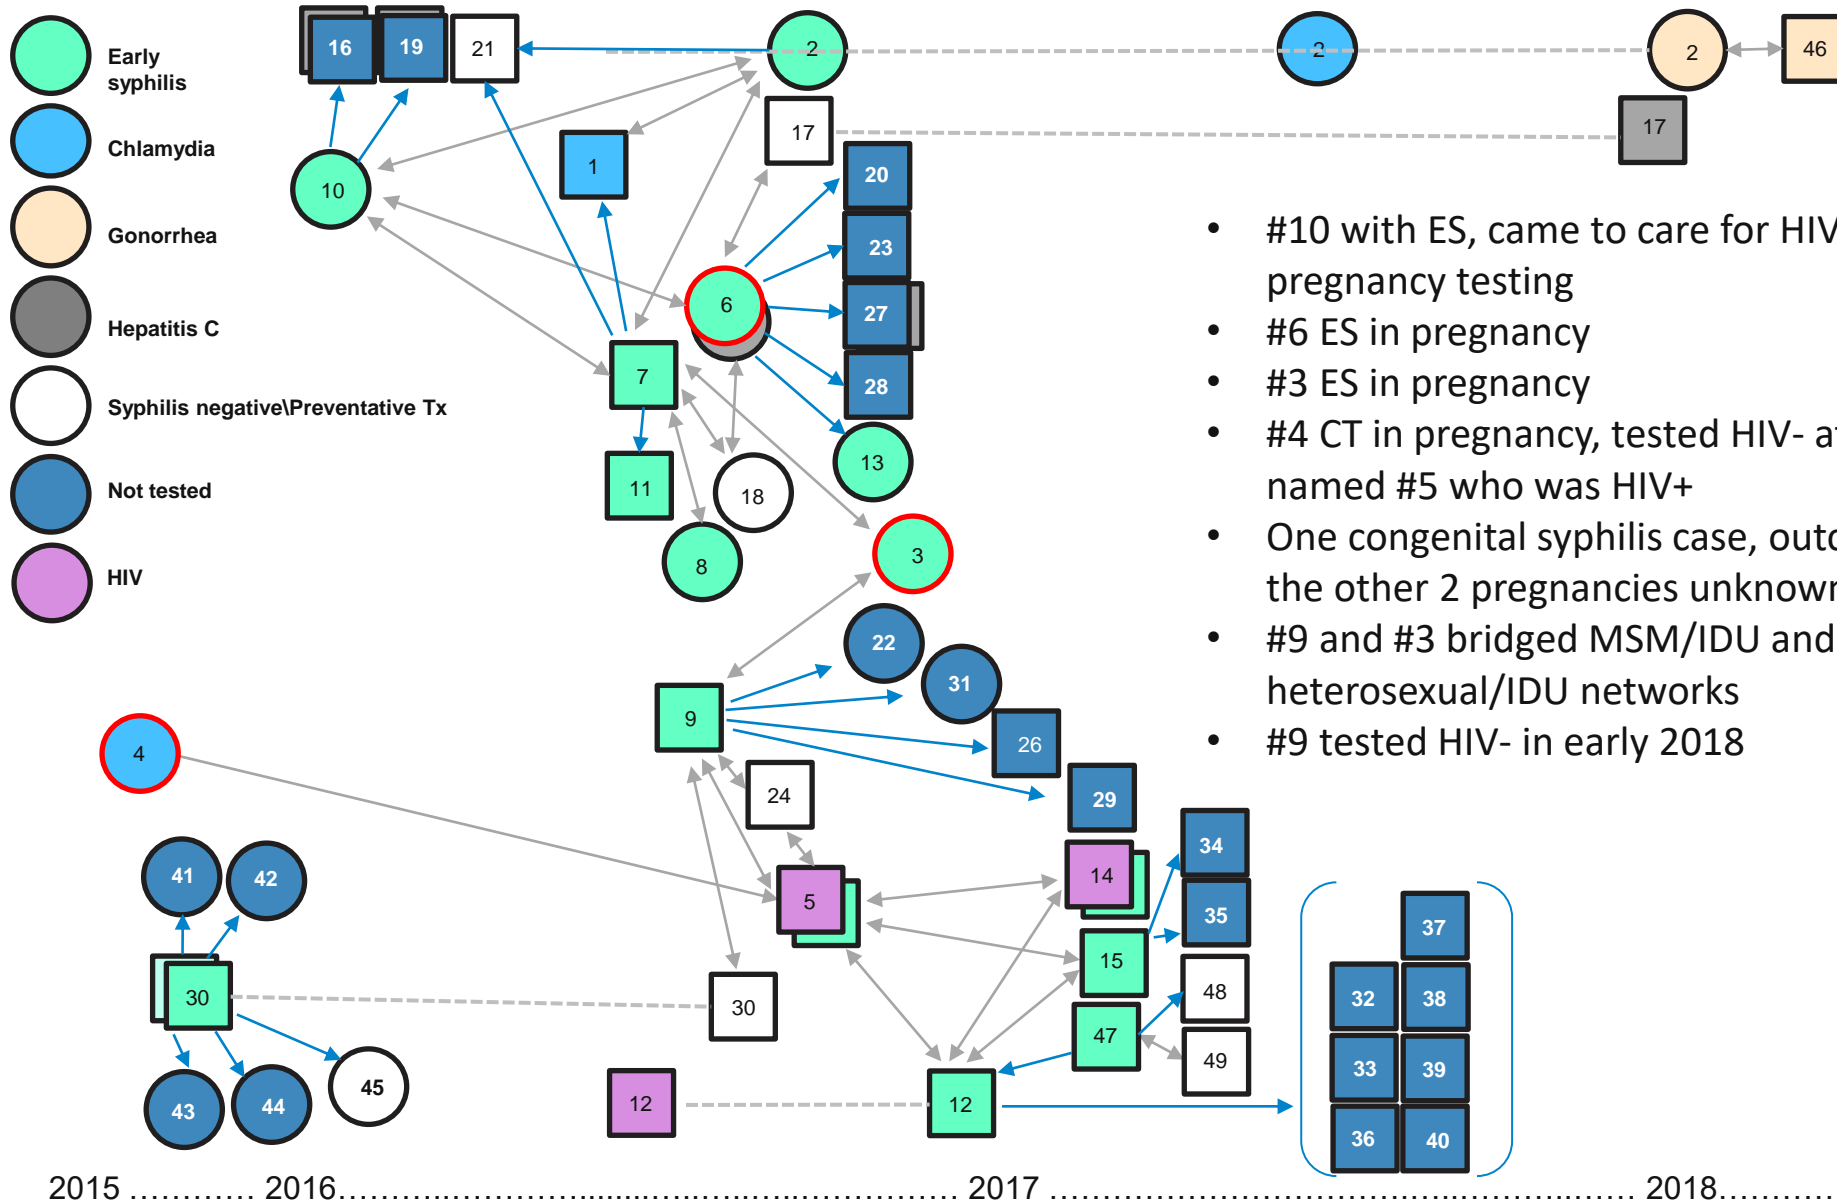 Early
syphilis
Chlamydia
Gonorrhea
Hepatitis C
Syphilis negative\Preventative Tx
Not tested
HIV
16
19
21
2
2
2
46
17
17
10
1
20
23
6
27
7
28
13
11
18
8
3
22
31
9
26
4
24
29
34
14
41
42
5
35
37
15
30
30
48
32
38
47
49
33
39
45
43
44
12
12
36
40
• #10 with ES, came to care for HIV
pregnancy testing
• #6 ES in pregnancy
• #3 ES in pregnancy
• #4 CT in pregnancy, tested HIV-
named #5 who was HIV+
• One congenital syphilis case,
the other 2 pregnancies unknown
• #9 and #3 bridged MSM/IDU and
heterosexual/IDU networks
• #9 tested HIV- in early 2018
2015 ………… 2016……………………………………………………… 2017 …………………………………………………… 2018…………